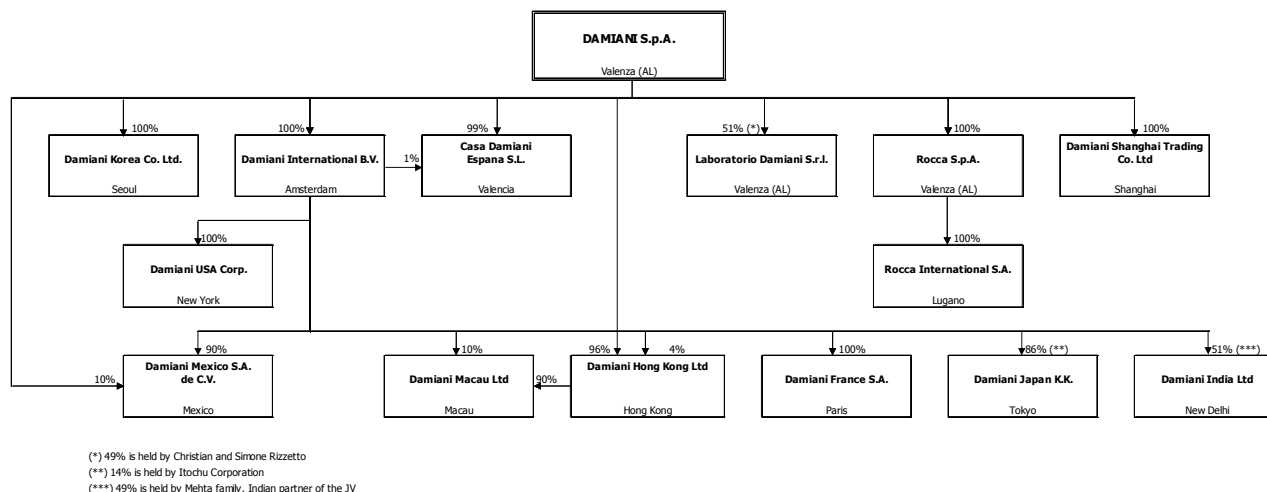 DAMIANI S.p.A.
Valenza (AL)
100%
Damiani Korea Co. Ltd.
Seoul
100%
Damiani International B.V.
Amsterdam
1%
99%
Casa Damiani
Espana S.L.
Valencia
51% (*)
Laboratorio Damiani S.r.l.
Valenza (AL)
100%
Rocca S.p.A.
Valenza (AL)
100%
Damiani Shanghai Trading
Co. Ltd
Shanghai
100%
Damiani USA Corp.
New York
100%
Rocca International S.A.
Lugano
10%
90%
Damiani Mexico S.A.
de C.V.
Mexico
10%
Damiani Macau Ltd
Macau
90%
96%
4%
Damiani Hong Kong Ltd
Hong Kong
100%
Damiani France S.A.
Paris
86% (**)
Damiani Japan K.K.
Tokyo
51% (***)
Damiani India Ltd
New Delhi
(*) 49% is held by Christian and Simone Rizzetto
(**) 14% is held by Itochu Corporation
(***) 49% is held by Mehta family, Indian partner of the JV